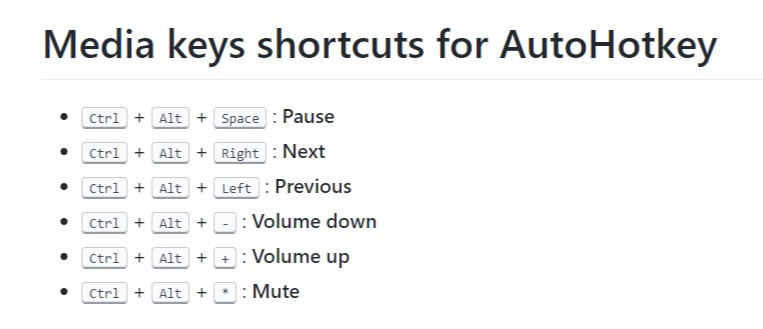 Media keys shortcuts for AutoHotkey
• Ctrl + Alt + Space : Pause
• Ctrl + Alt + Right : Next
• Ctrl + Alt + Left : Previous
• Ctrl + Alt + - : Volume down
• Ctrl + Alt + + : Volume up
• Ctrl + Alt + * : Mute